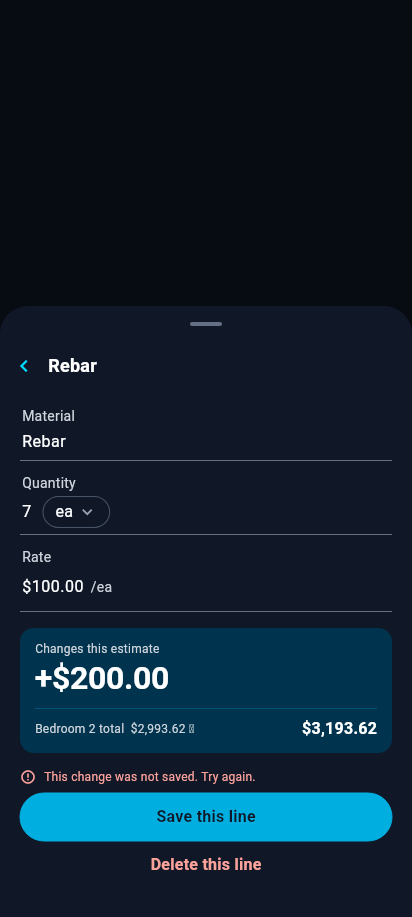 Rebar
Material
Rebar
Quantity
7 ea
Rate
$100.00 /ea
Changes this estimate
+$200.00
Bedroom 2 total $2,993.62 $3,193.62
This change was not saved. Try again.
Save this line
Delete this line